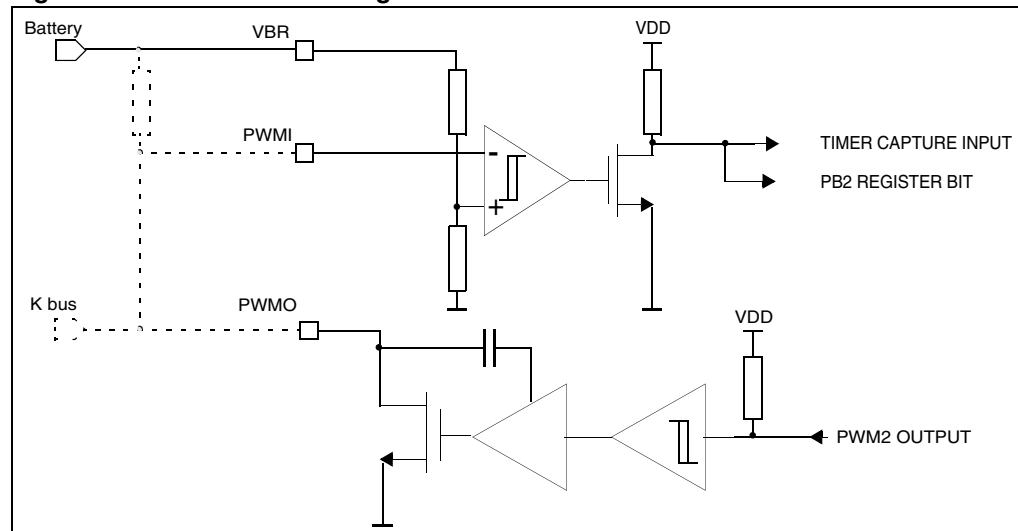 Battery
VBR
VDD
PWMI
-
TIMER CAPTURE INPUT
PB2 REGISTER BIT
+
K bus
PWMO
VDD
PWM2 OUTPUT